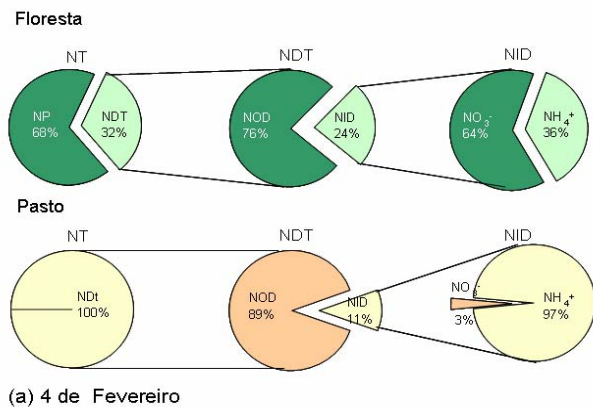 Floresta
NT
NDT
NID
NP
68%
NDT
32%
NOD
76%
NID
24%
NO₃⁻
64%
NH₄⁺
36%
Pasto
NT
NDT
NID
NDt
100%
NOD
89%
NID
11%
NO₃⁻
3%
NH₄⁺
97%
(a) 4 de Fevereiro